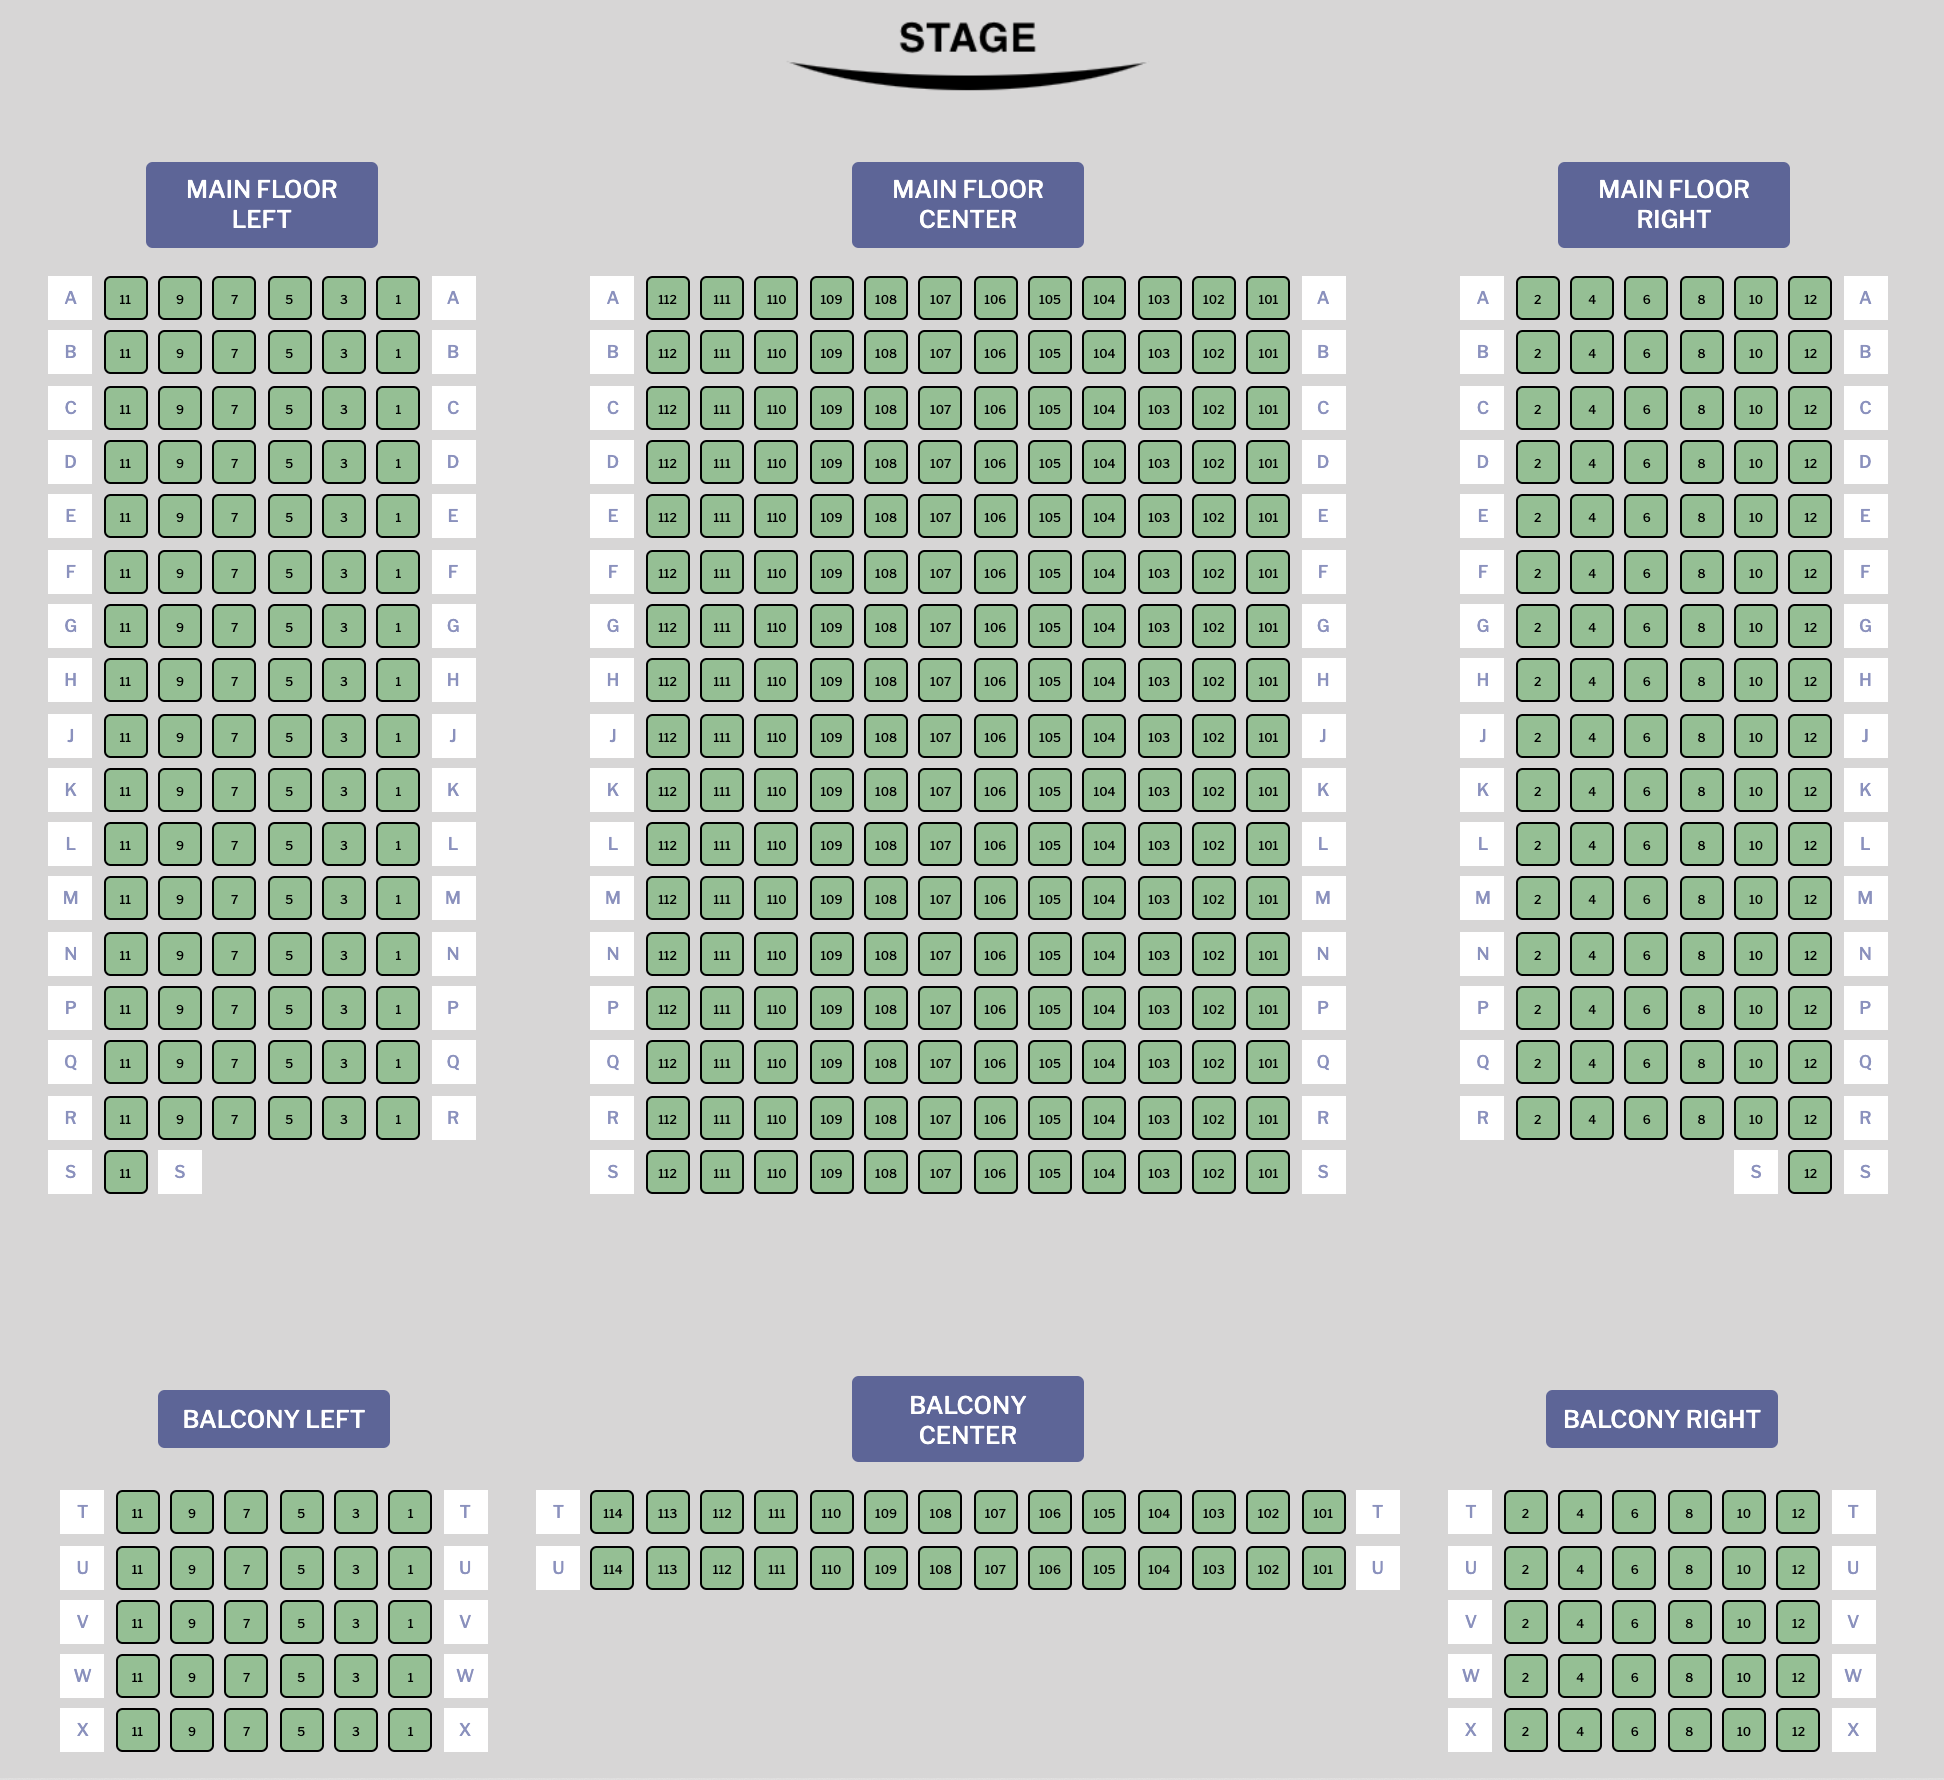 STAGE
MAIN FLOOR
LEFT
MAIN FLOOR
CENTER
MAIN FLOOR
RIGHT
A 11 9 7 5 3 1 A A 112 111 110 109 108 107 106 105 104 103 102 101 A A 2 4 6 8 10 12 A
B 11 9 7 5 3 1 B B 112 111 110 109 108 107 106 105 104 103 102 101 B B 2 4 6 8 10 12 B
C 11 9 7 5 3 1 C C 112 111 110 109 108 107 106 105 104 103 102 101 C C 2 4 6 8 10 12 C
D 11 9 7 5 3 1 D D 112 111 110 109 108 107 106 105 104 103 102 101 D D 2 4 6 8 10 12 D
E 11 9 7 5 3 1 E E 112 111 110 109 108 107 106 105 104 103 102 101 E E 2 4 6 8 10 12 E
F 11 9 7 5 3 1 F F 112 111 110 109 108 107 106 105 104 103 102 101 F F 2 4 6 8 10 12 F
G 11 9 7 5 3 1 G G 112 111 110 109 108 107 106 105 104 103 102 101 G G 2 4 6 8 10 12 G
H 11 9 7 5 3 1 H H 112 111 110 109 108 107 106 105 104 103 102 101 H H 2 4 6 8 10 12 H
J 11 9 7 5 3 1 J J 112 111 110 109 108 107 106 105 104 103 102 101 J J 2 4 6 8 10 12 J
K 11 9 7 5 3 1 K K 112 111 110 109 108 107 106 105 104 103 102 101 K K 2 4 6 8 10 12 K
L 11 9 7 5 3 1 L L 112 111 110 109 108 107 106 105 104 103 102 101 L L 2 4 6 8 10 12 L
M 11 9 7 5 3 1 M M 112 111 110 109 108 107 106 105 104 103 102 101 M M 2 4 6 8 10 12 M
N 11 9 7 5 3 1 N N 112 111 110 109 108 107 106 105 104 103 102 101 N N 2 4 6 8 10 12 N
P 11 9 7 5 3 1 P P 112 111 110 109 108 107 106 105 104 103 102 101 P P 2 4 6 8 10 12 P
Q 11 9 7 5 3 1 Q Q 112 111 110 109 108 107 106 105 104 103 102 101 Q Q 2 4 6 8 10 12 Q
R 11 9 7 5 3 1 R R 112 111 110 109 108 107 106 105 104 103 102 101 R R 2 4 6 8 10 12 R
S 11 S S 112 111 110 109 108 107 106 105 104 103 102 101 S S 12 S
BALCONY LEFT
BALCONY
CENTER
BALCONY RIGHT
T 11 9 7 5 3 1 T T 114 113 112 111 110 109 108 107 106 105 104 103 102 101 T T 2 4 6 8 10 12 T
U 11 9 7 5 3 1 U U 114 113 112 111 110 109 108 107 106 105 104 103 102 101 U U 2 4 6 8 10 12 U
V 11 9 7 5 3 1 V V 2 4 6 8 10 12 V
W 11 9 7 5 3 1 W W 2 4 6 8 10 12 W
X 11 9 7 5 3 1 X X 2 4 6 8 10 12 X